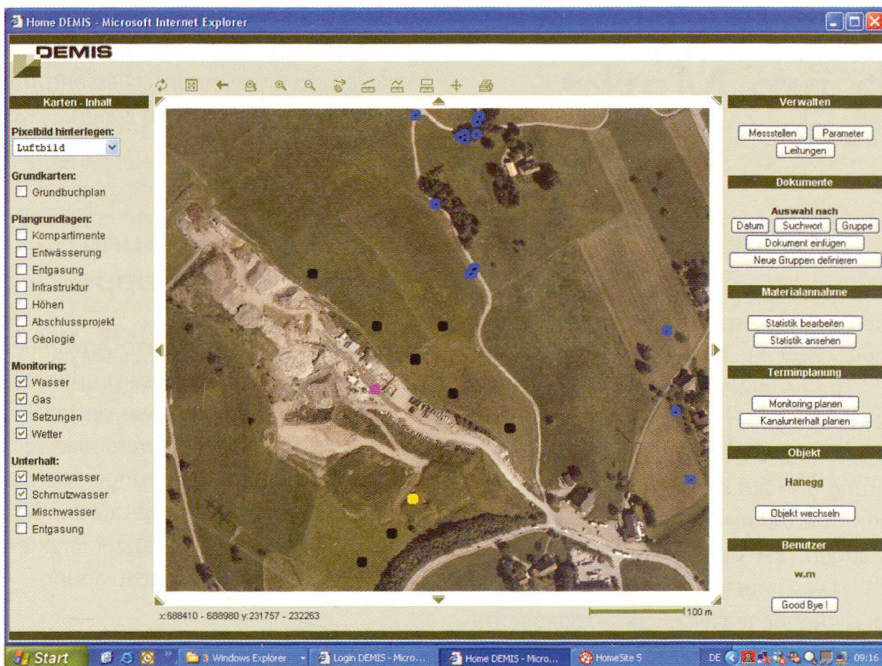 Home DEMIS - Microsoft Internet Explorer
DEMIS
Karten - Inhalt
Pixelbild hinterlegen:
Luftbild
Grundkarten:
Grundbuchplan
Plangrundlagen:
Kompartimente
Entwässerung
Entgasung
Infrastruktur
Höhen
Abschlussprojekt
Geologie
Monitoring:
Wasser
Gas
Setzungen
Wetter
Unterhalt:
Meteorwasser
Schmutzwasser
Mischwasser
Entgasung
x:688410 - 688980 y:231757 - 232263
100 m
Verwalten
Messstellen Parameter
Leitungen
Dokumente
Auswahl nach
Datum Suchwort Gruppe
Dokument einfügen
Neue Gruppen definieren
Materialannahme
Statistik bearbeiten
Statistik ansehen
Terminplanung
Monitoring planen
Kanalunterhalt planen
Objekt
Hanegg
Objekt wechseln
Benutzer
w.m
Good Bye !
Start 3 Windows Explorer Login DEMIS - Micro... Home DEMIS - Micro... HomeSite 5 DE 09:16